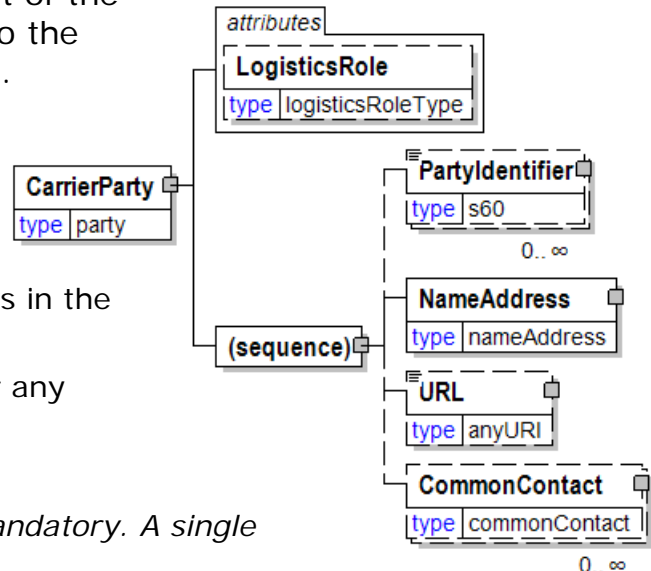 t of the
o the
.
s in the
any
andatory. A single
attributes
LogisticsRole
type logisticsRoleType
CarrierParty
type party
(sequence)
PartyIdentifier
type s60
0.. ∞
NameAddress
type nameAddress
URL
type anyURI
CommonContact
type commonContact
0.. ∞